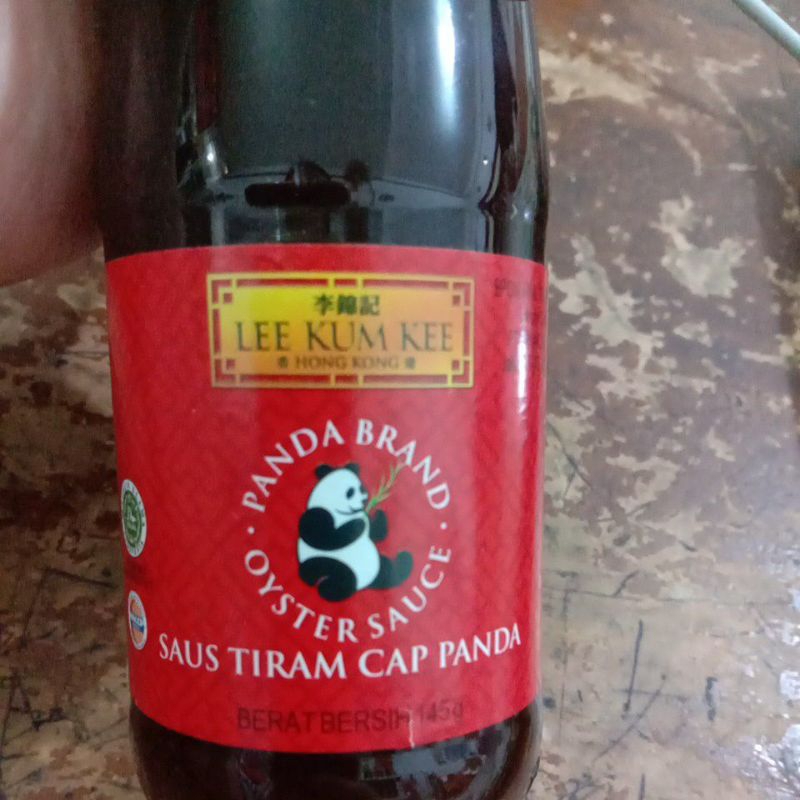 李錦記
LEE KUM KEE
HONG KONG
PANDA BRAND
OYSTER SAUCE
SAUS TIRAM CAP PANDA
BERAT BERSIH 145g